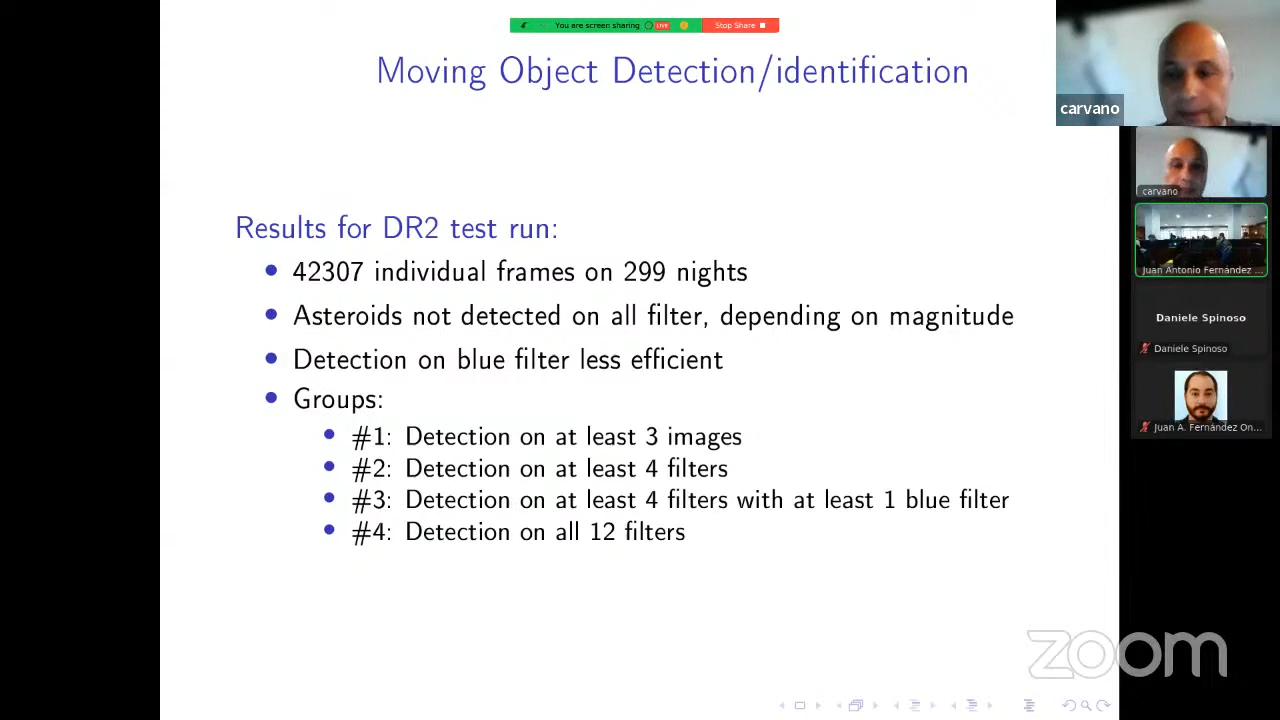 You are screen sharing
LIVE
Stop Share
Moving Object Detection/identification
carvano
Results for DR2 test run:
42307 individual frames on 299 nights
Asteroids not detected on all filter, depending on magnitude
Detection on blue filter less efficient
Groups:
#1: Detection on at least 3 images
#2: Detection on at least 4 filters
#3: Detection on at least 4 filters with at least 1 blue filter
#4: Detection on all 12 filters
carvano
Juan Antonio Fernández ...
Daniele Spinoso
Daniele Spinoso
Juan A. Fernández On...
zoom